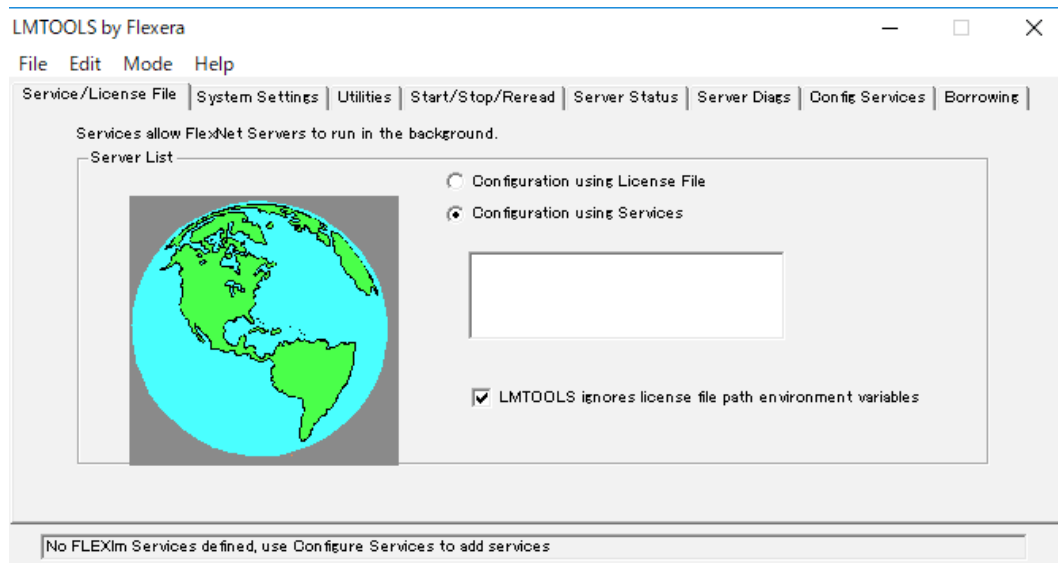 LMTOOLS by Flexera
File Edit Mode Help
Service/License File System Settings Utilities Start/Stop/Reread Server Status Server Diags Config Services Borrowing
Services allow FlexNet Servers to run in the background.
Server List
Configuration using License File
Configuration using Services
LMTOOLS ignores license file path environment variables
No FLEXlm Services defined, use Configure Services to add services